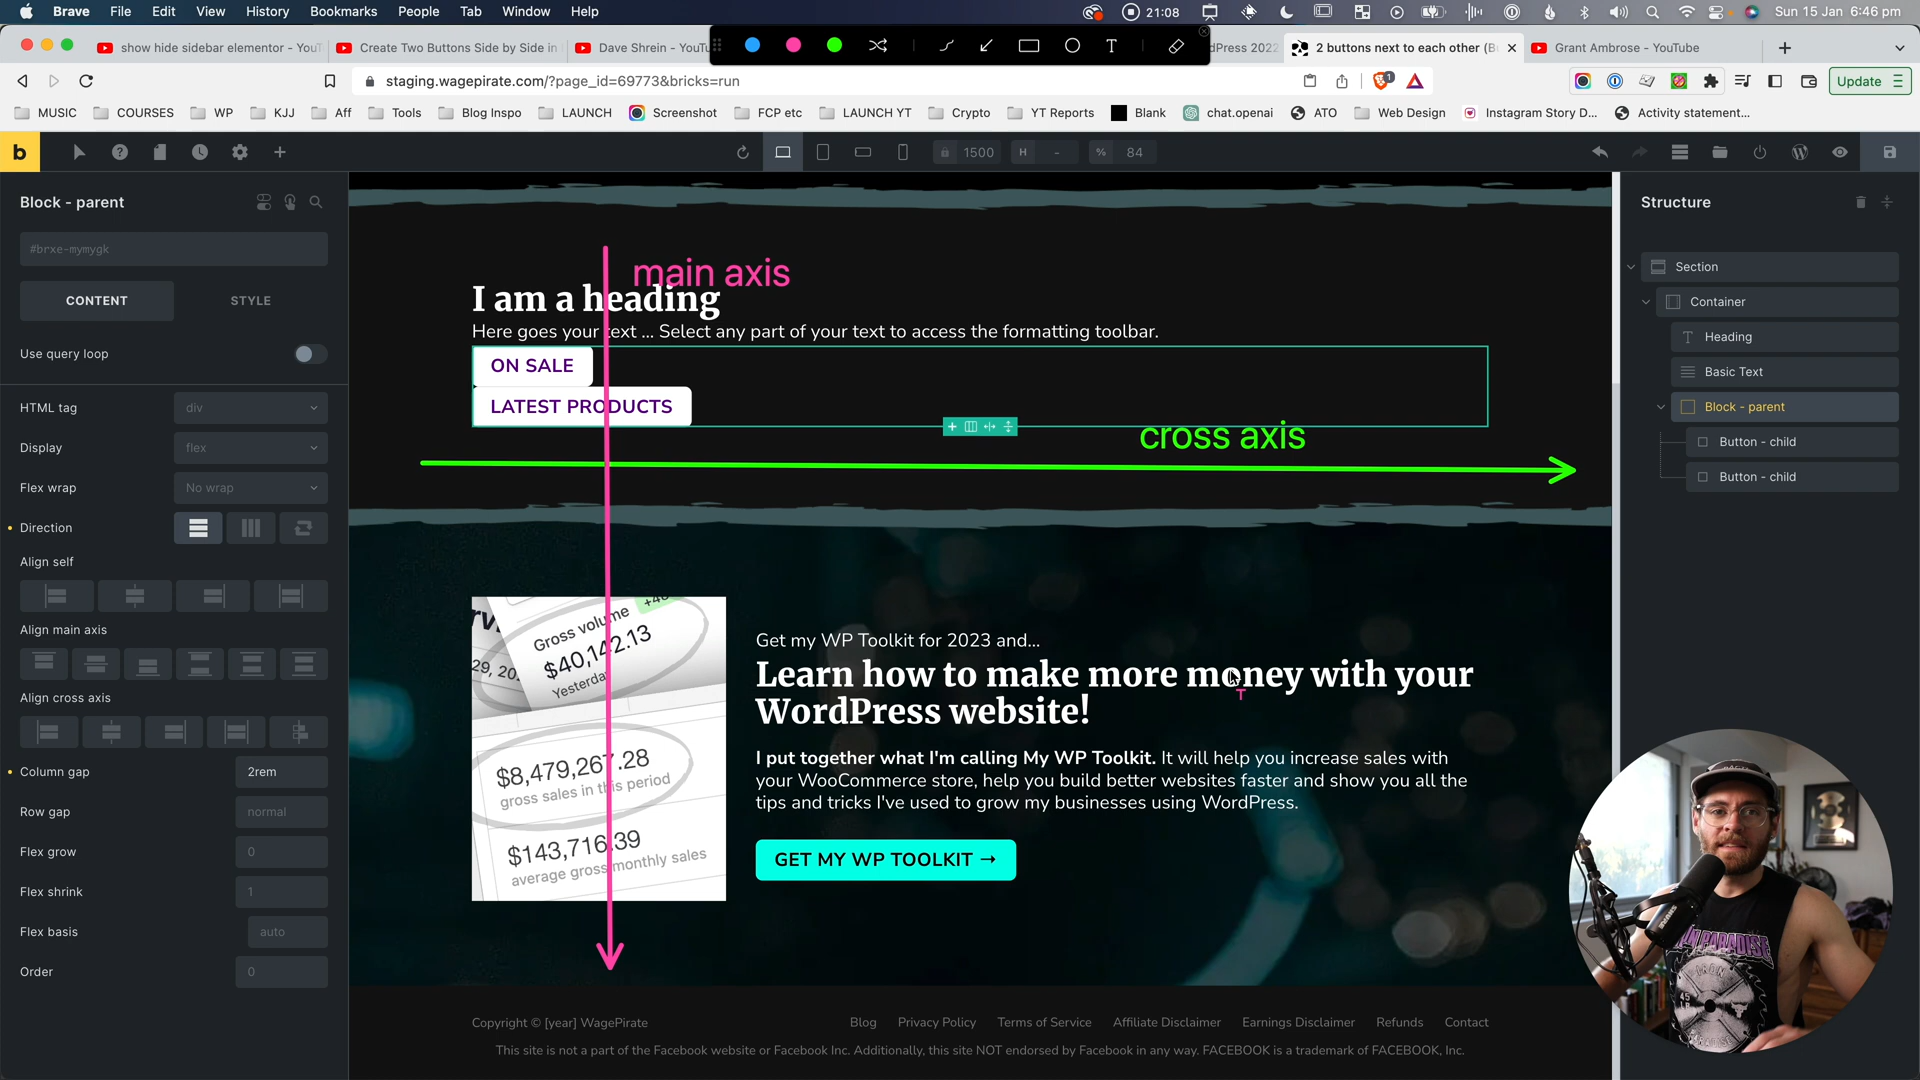 Brave File Edit View History Bookmarks People Tab Window Help 21:08 Sun 15 Jan 6:46 pm
show hide sidebar elementor - YouT Create Two Buttons Side by Side in Dave Shrein - YouTu dPress 2022 2 buttons next to each other (B Grant Ambrose - YouTube
staging.wagepirate.com/?page_id=69773&bricks=run 1 Update
MUSIC COURSES WP KJJ Aff Tools Blog Inspo LAUNCH Screenshot FCP etc LAUNCH YT Crypto YT Reports Blank chat.openai ATO Web Design Instagram Story D... Activity statement...
b 1500 H - % 84
Block - parent
#brxe-mymygk
CONTENT STYLE
Use query loop
HTML tag div
Display flex
Flex wrap No wrap
Direction
Align self
Align main axis
Align cross axis
Column gap 2rem
Row gap normal
Flex grow 0
Flex shrink 1
Flex basis auto
Order 0
main axis
I am a heading
Here goes your text ... Select any part of your text to access the formatting toolbar.
ON SALE
LATEST PRODUCTS
cross axis
Gross volume
$40,142.13
Yesterday
29, 20
$8,479,267.28
gross sales in this period
$143,716.39
average gross monthly sales
Get my WP Toolkit for 2023 and...
Learn how to make more money with your
WordPress website!
I put together what I'm calling My WP Toolkit. It will help you increase sales with
your WooCommerce store, help you build better websites faster and show you all the
tips and tricks I've used to grow my businesses using WordPress.
GET MY WP TOOLKIT →
Copyright © [year] WagePirate Blog Privacy Policy Terms of Service Affiliate Disclaimer Earnings Disclaimer Refunds Contact
This site is not a part of the Facebook website or Facebook Inc. Additionally, this site NOT endorsed by Facebook in any way. FACEBOOK is a trademark of FACEBOOK, Inc.
Structure
Section
Container
Heading
Basic Text
Block - parent
Button - child
Button - child